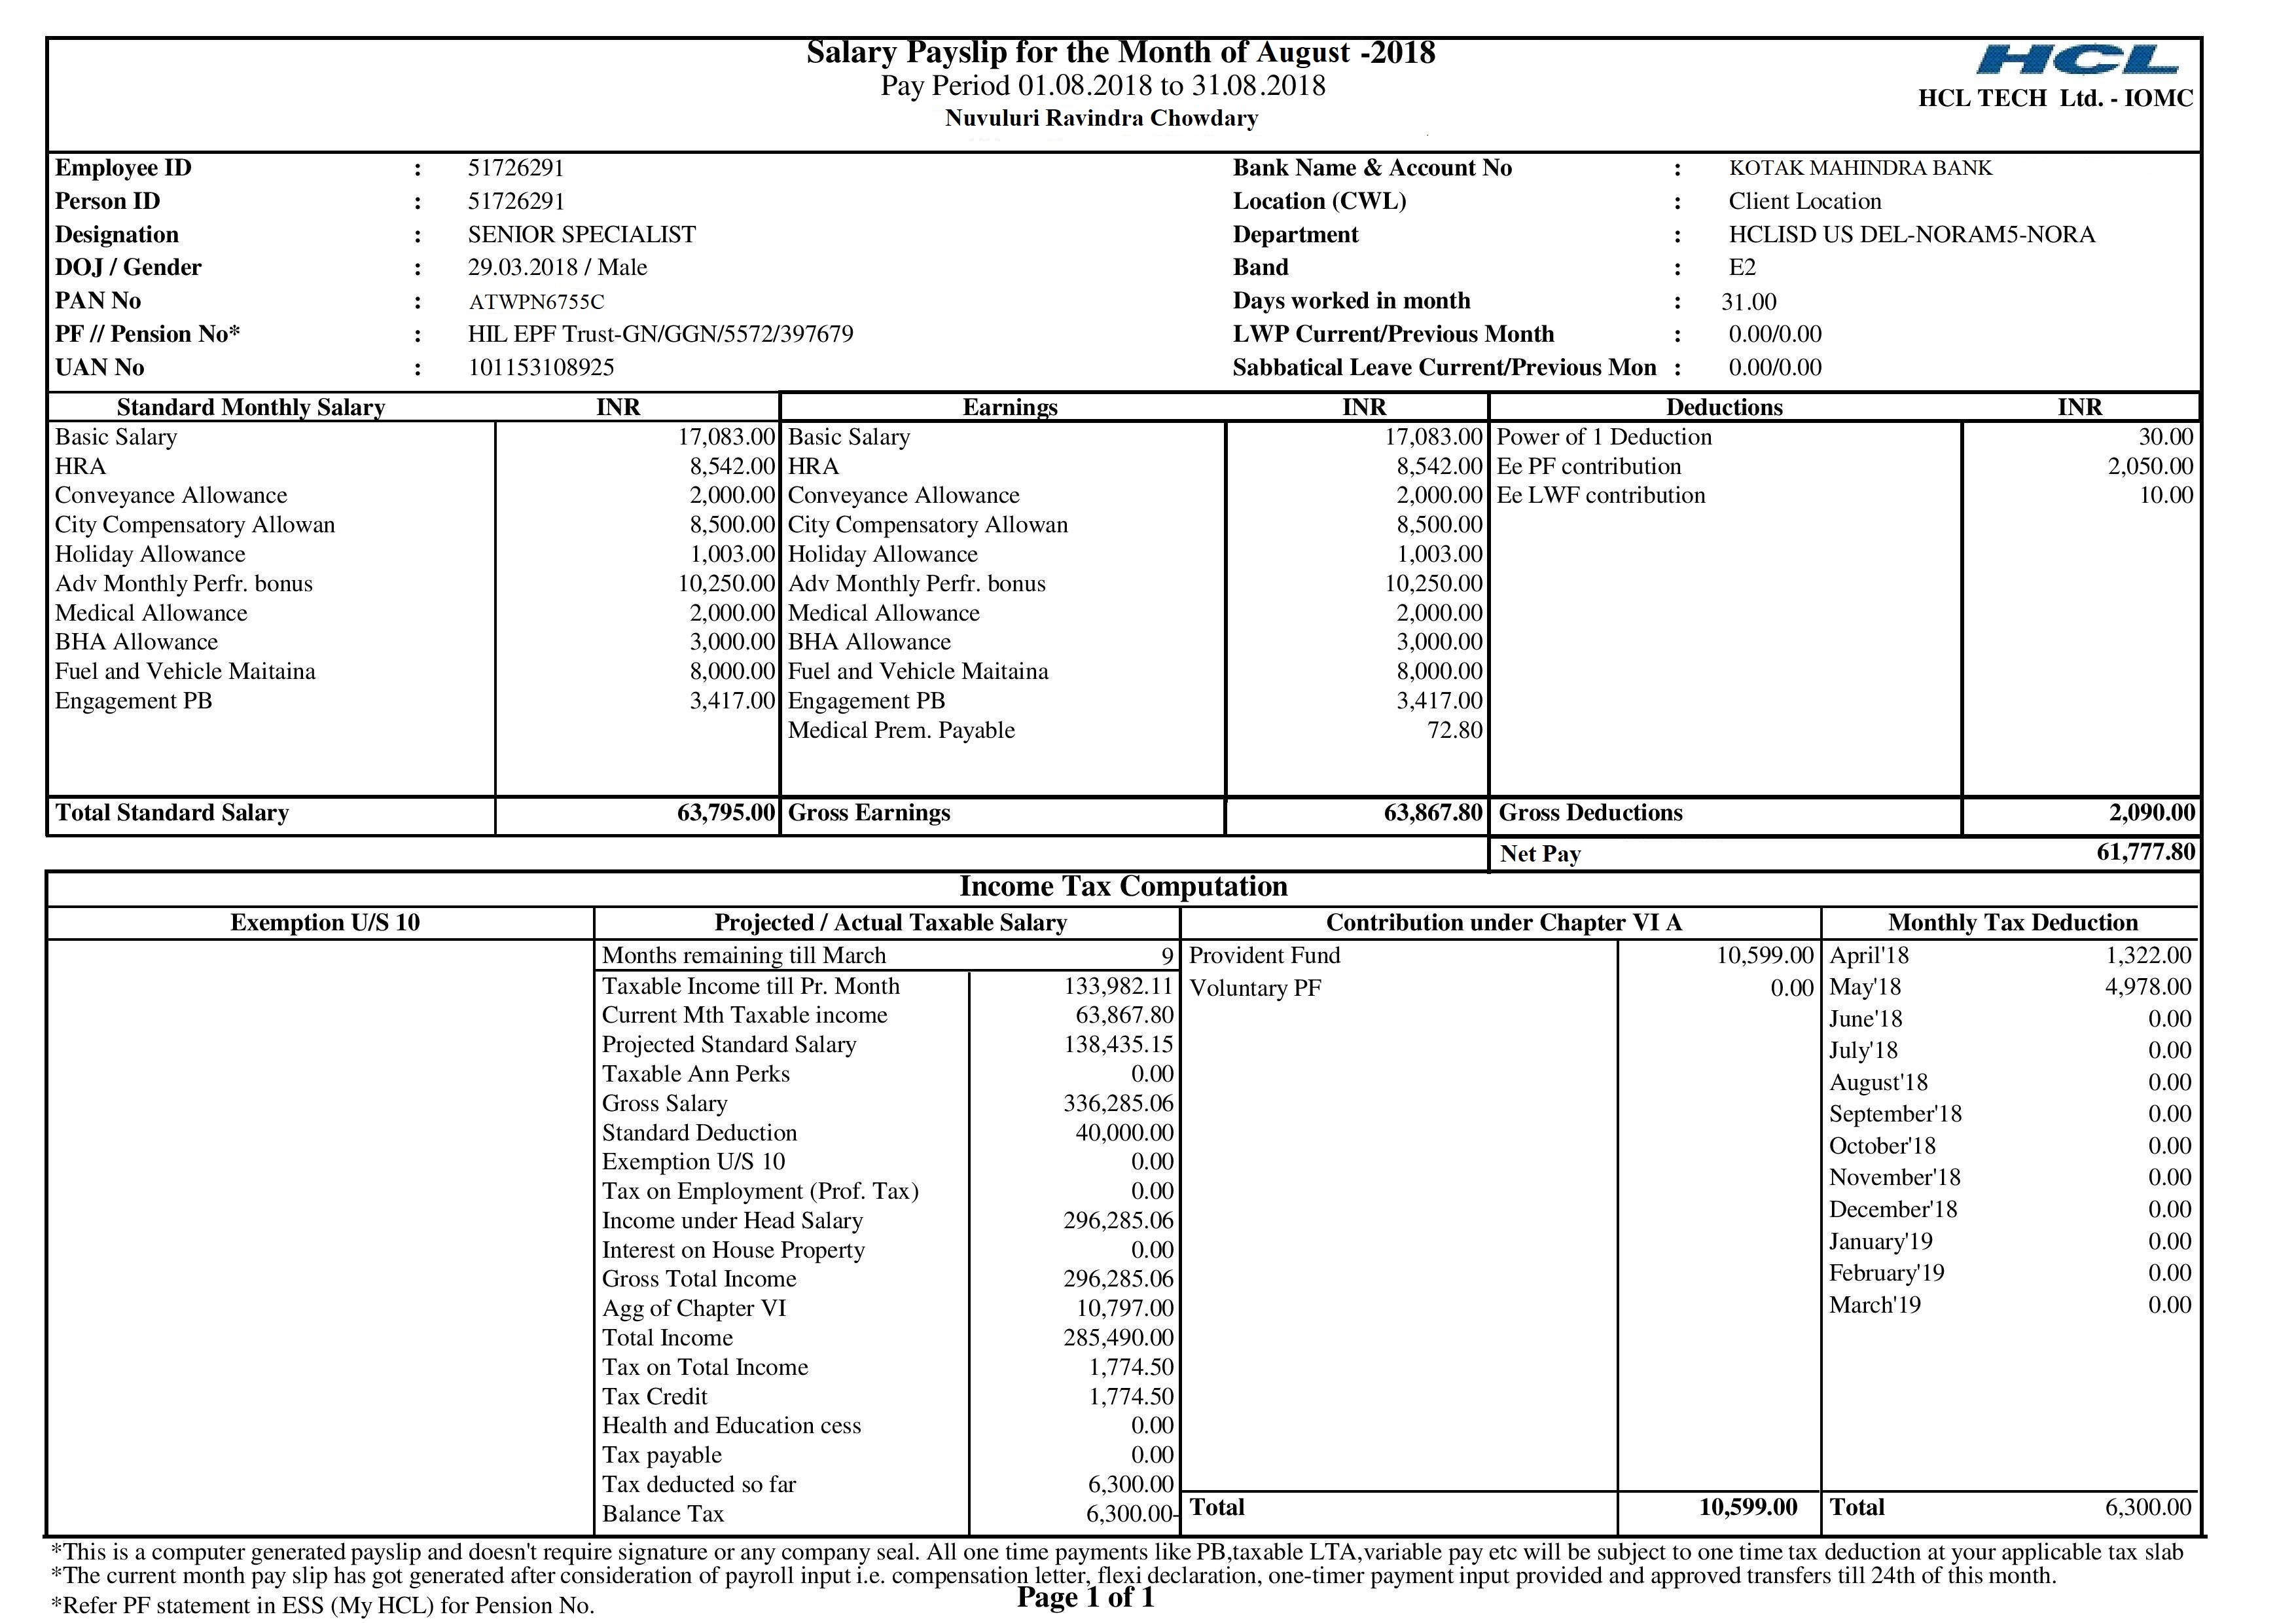 Salary Payslip for the Month of August -2018
Pay Period 01.08.2018 to 31.08.2018
Nuvuluri Ravindra Chowdary
HCL
HCL TECH Ltd. - IOMC
Employee ID : 51726291
Person ID : 51726291
Designation : SENIOR SPECIALIST
DOJ / Gender : 29.03.2018 / Male
PAN No : ATWPN6755C
PF // Pension No* : HIL EPF Trust-GN/GGN/5572/397679
UAN No : 101153108925
Bank Name & Account No : KOTAK MAHINDRA BANK
Location (CWL) : Client Location
Department : HCLISD US DEL-NORAM5-NORA
Band : E2
Days worked in month : 31.00
LWP Current/Previous Month : 0.00/0.00
Sabbatical Leave Current/Previous Mon : 0.00/0.00
Standard Monthly Salary INR
Basic Salary 17,083.00
HRA 8,542.00
Conveyance Allowance 2,000.00
City Compensatory Allowan 8,500.00
Holiday Allowance 1,003.00
Adv Monthly Perfr. bonus 10,250.00
Medical Allowance 2,000.00
BHA Allowance 3,000.00
Fuel and Vehicle Maitaina 8,000.00
Engagement PB 3,417.00
Total Standard Salary 63,795.00
Earnings INR
Basic Salary 17,083.00
HRA 8,542.00
Conveyance Allowance 2,000.00
City Compensatory Allowan 8,500.00
Holiday Allowance 1,003.00
Adv Monthly Perfr. bonus 10,250.00
Medical Allowance 2,000.00
BHA Allowance 3,000.00
Fuel and Vehicle Maitaina 8,000.00
Engagement PB 3,417.00
Medical Prem. Payable 72.80
Gross Earnings 63,867.80
Deductions INR
Power of 1 Deduction 30.00
Ee PF contribution 2,050.00
Ee LWF contribution 10.00
Gross Deductions 2,090.00
Net Pay 61,777.80
Income Tax Computation
Exemption U/S 10
Projected / Actual Taxable Salary
Months remaining till March 9
Taxable Income till Pr. Month 133,982.11
Current Mth Taxable income 63,867.80
Projected Standard Salary 138,435.15
Taxable Ann Perks 0.00
Gross Salary 336,285.06
Standard Deduction 40,000.00
Exemption U/S 10 0.00
Tax on Employment (Prof. Tax) 0.00
Income under Head Salary 296,285.06
Interest on House Property 0.00
Gross Total Income 296,285.06
Agg of Chapter VI 10,797.00
Total Income 285,490.00
Tax on Total Income 1,774.50
Tax Credit 1,774.50
Health and Education cess 0.00
Tax payable 0.00
Tax deducted so far 6,300.00
Balance Tax 6,300.00-
Contribution under Chapter VI A
Provident Fund 10,599.00
Voluntary PF 0.00
Total 10,599.00
Monthly Tax Deduction
April'18 1,322.00
May'18 4,978.00
June'18 0.00
July'18 0.00
August'18 0.00
September'18 0.00
October'18 0.00
November'18 0.00
December'18 0.00
January'19 0.00
February'19 0.00
March'19 0.00
Total 6,300.00
*This is a computer generated payslip and doesn't require signature or any company seal. All one time payments like PB,taxable LTA,variable pay etc will be subject to one time tax deduction at your applicable tax slab
*The current month pay slip has got generated after consideration of payroll input i.e. compensation letter, flexi declaration, one-timer payment input provided and approved transfers till 24th of this month.
*Refer PF statement in ESS (My HCL) for Pension No.
Page 1 of 1